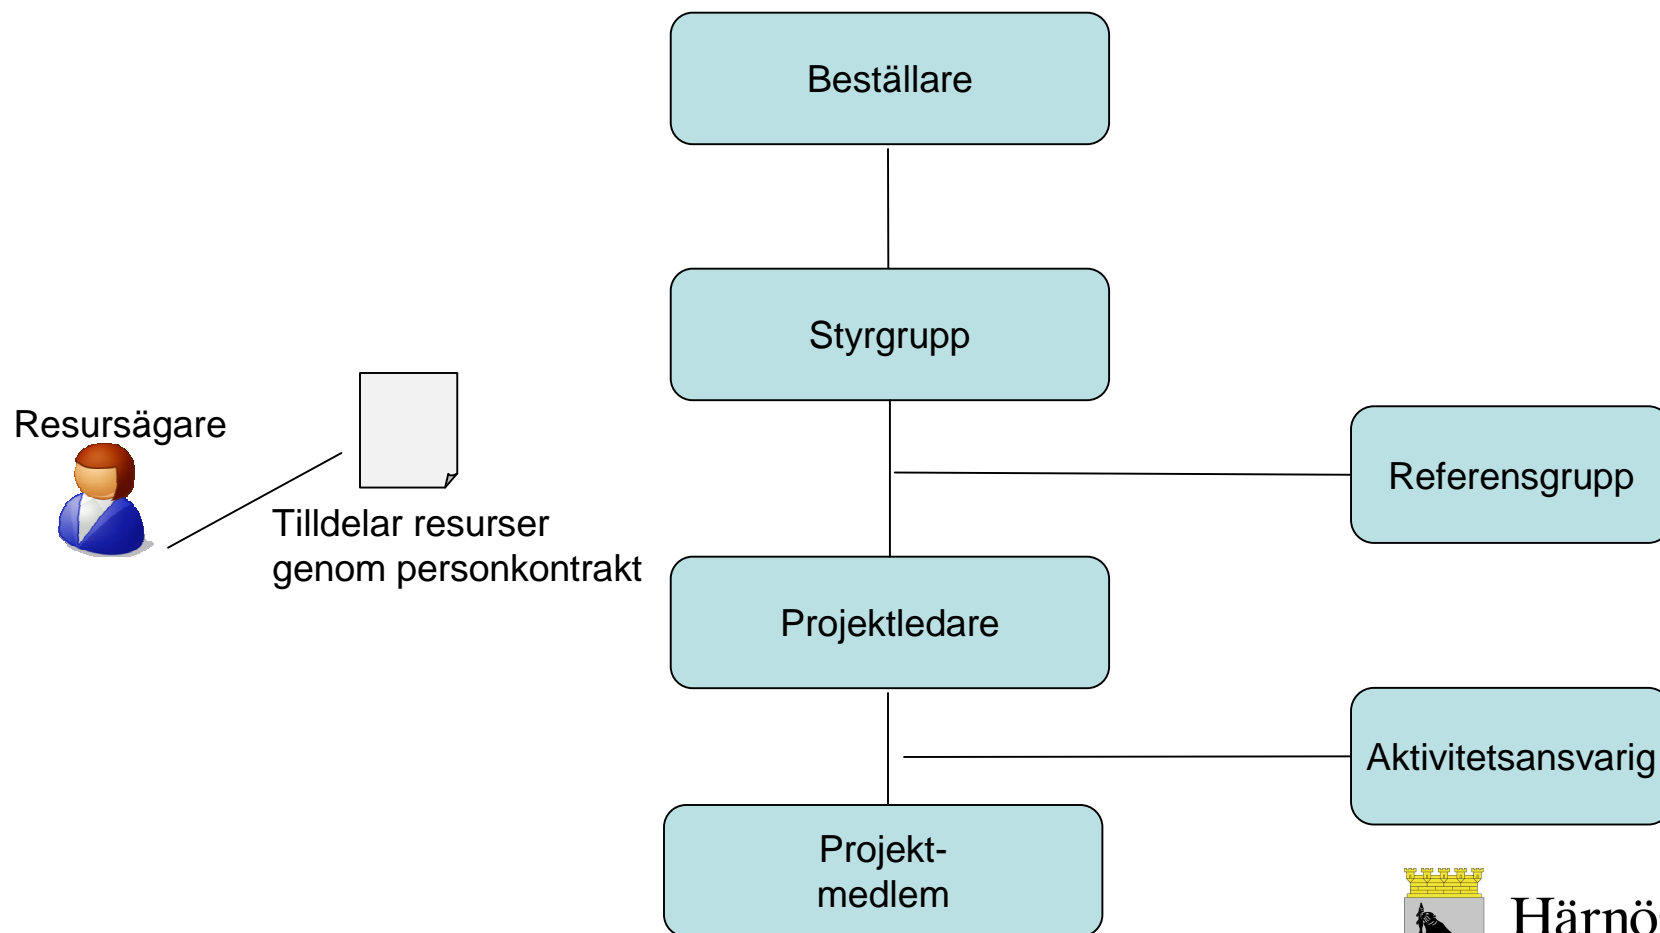 Beställare
Styrgrupp
Resursägare
Referensgrupp
Tilldelar resurser
genom personkontrakt
Projektledare
Aktivitetsansvarig
Projekt-
medlem